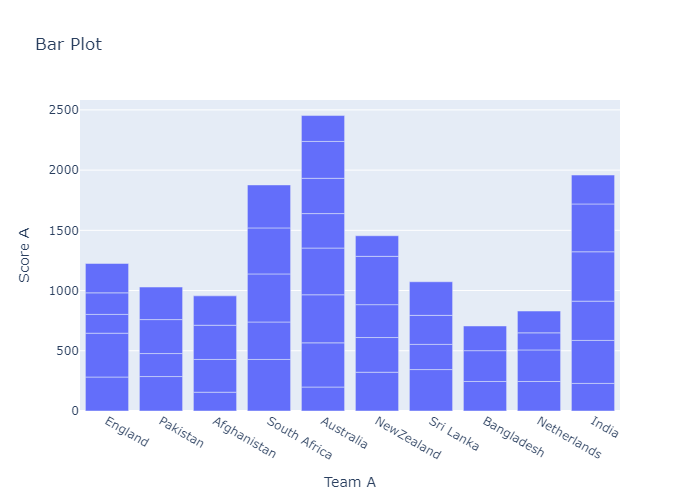 Bar Plot
2500
2000
1500
1000
500
0
Score A
England
Pakistan
Afghanistan
South Africa
Australia
NewZealand
Sri Lanka
Bangladesh
Netherlands
India
Team A